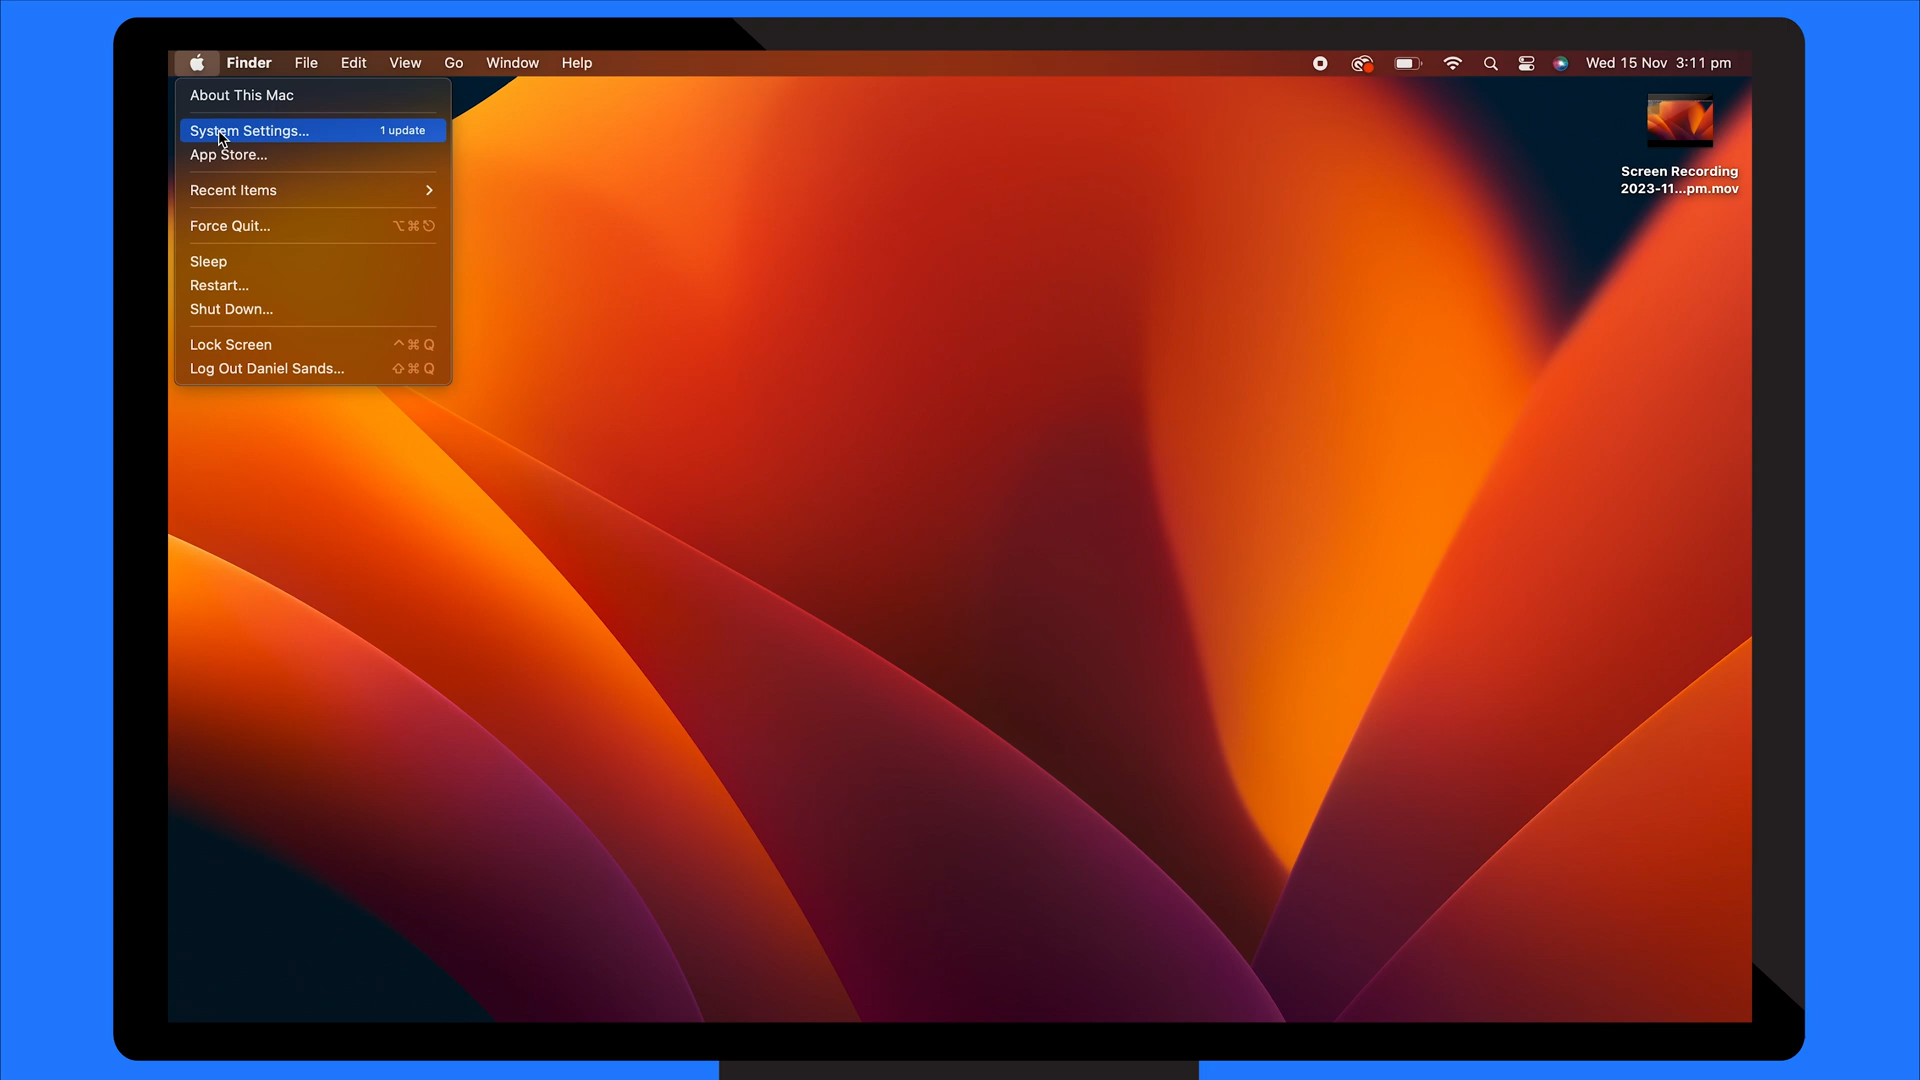 Finder File Edit View Go Window Help Wed 15 Nov 3:11 pm
About This Mac
System Settings... 1 update
App Store...
Recent Items
Force Quit... ⌥⌘⎋
Sleep
Restart...
Shut Down...
Lock Screen ^⌘Q
Log Out Daniel Sands... ⇧⌘Q
Screen Recording
2023-11...pm.mov